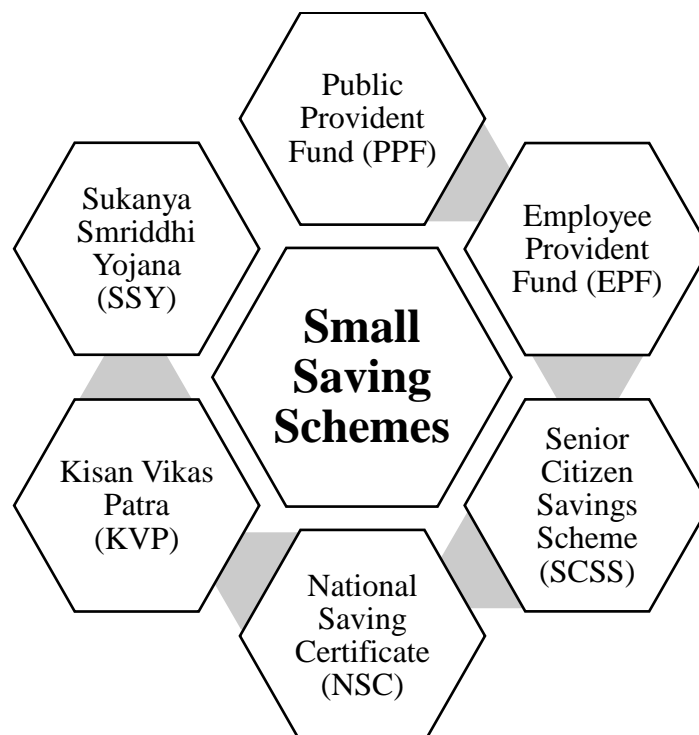 Public
Provident
Fund (PPF)
Sukanya
Smriddhi
Yojana
(SSY)
Employee
Provident
Fund (EPF)
Small
Saving
Schemes
Kisan Vikas
Patra
(KVP)
Senior
Citizen
Savings
Scheme
(SCSS)
National
Saving
Certificate
(NSC)